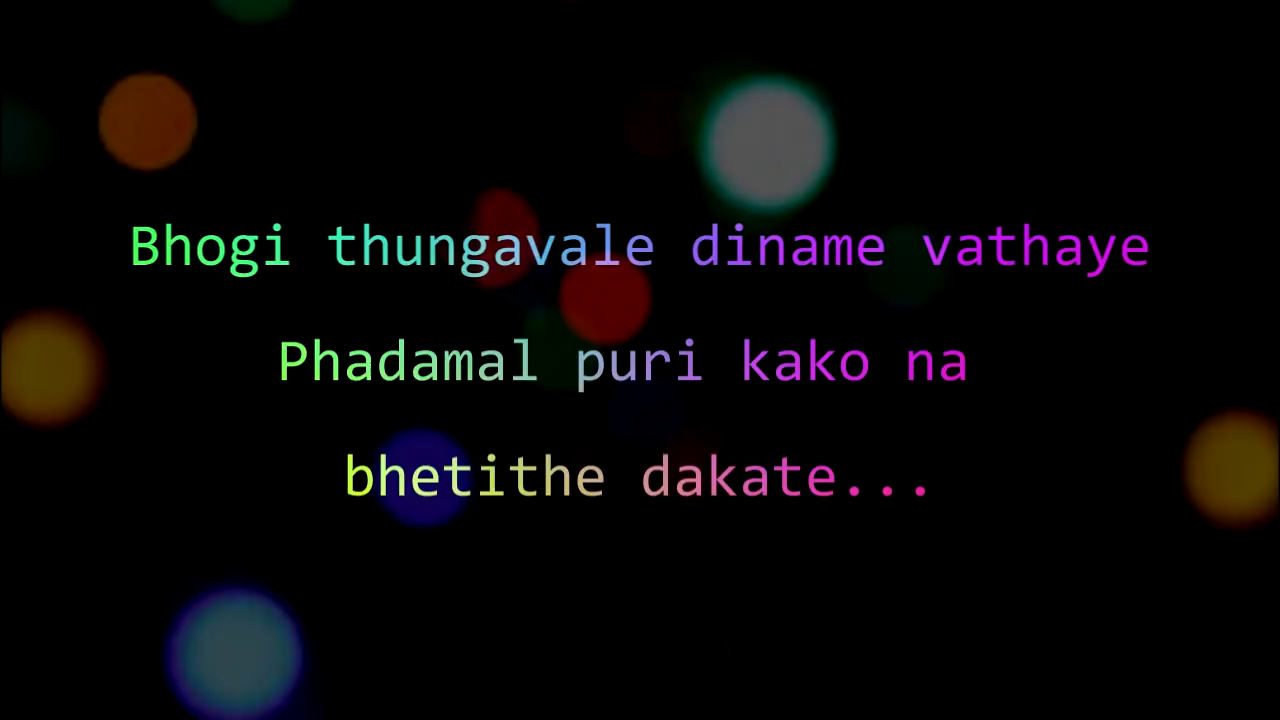 Bhogi thungavale diname vathaye
Phadamal puri kako na
bhetithe dakate...